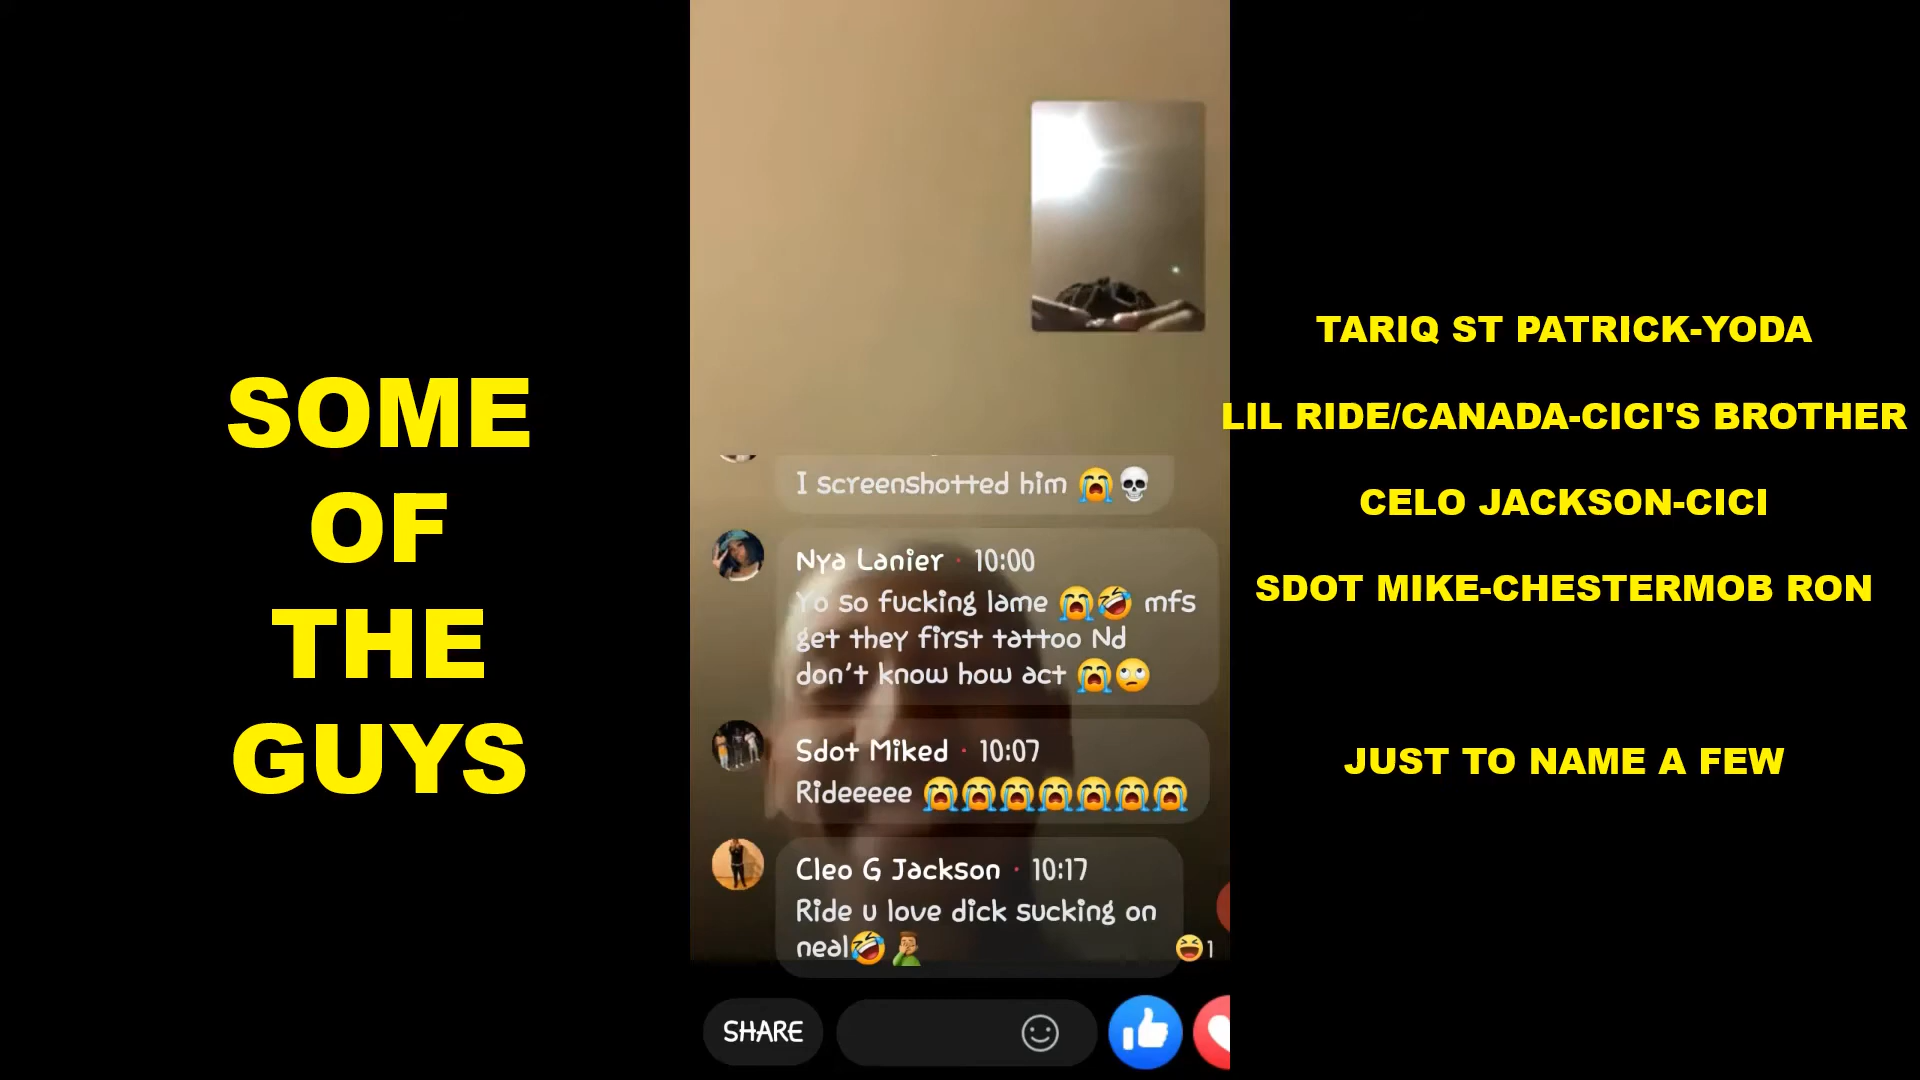 SOME
OF
THE
GUYS
I screenshotted him 😭💀
Nya Lanier · 10:00
Yo so fucking lame 😭🤣 mfs
get they first tattoo Nd
don't know how act 😭🙄
Sdot Miked · 10:07
Rideeeee 😭😭😭😭😭😭😭
Cleo G Jackson · 10:17
Ride u love dick sucking on
neal🤣🤦🏽‍♂️
😆1
SHARE
TARIQ ST PATRICK-YODA
LIL RIDE/CANADA-CICI'S BROTHER
CELO JACKSON-CICI
SDOT MIKE-CHESTERMOB RON
JUST TO NAME A FEW